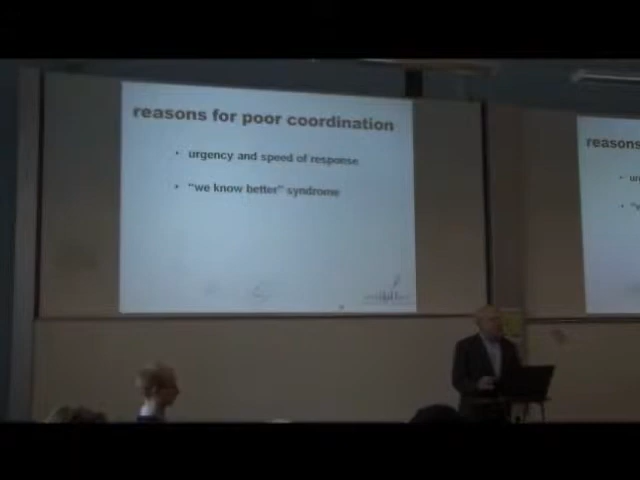 reasons for poor coordination
• urgency and speed of response
• "we know better" syndrome
reasons